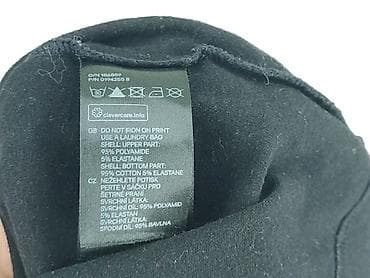 O/N 186869
P/N 0994255 8
clevercare.info
GB DO NOT IRON ON PRINT
USE A LAUNDRY BAG
SHELL: UPPER PART:
95% POLYAMIDE
5% ELASTANE
SHELL: BOTTOM PART:
95% COTTON 5% ELASTANE
CZ NEŽEHLETE POTISK
PERTE V SÁČKU PRO
ŠETRNÉ PRANÍ
SVRCHNÍ LÁTKA:
SVRCHNÍ DÍL: 95% POLYAMID
5% ELASTAN
SVRCHNÍ LÁTKA:
SPODNÍ DÍL: 95% BAVLNA